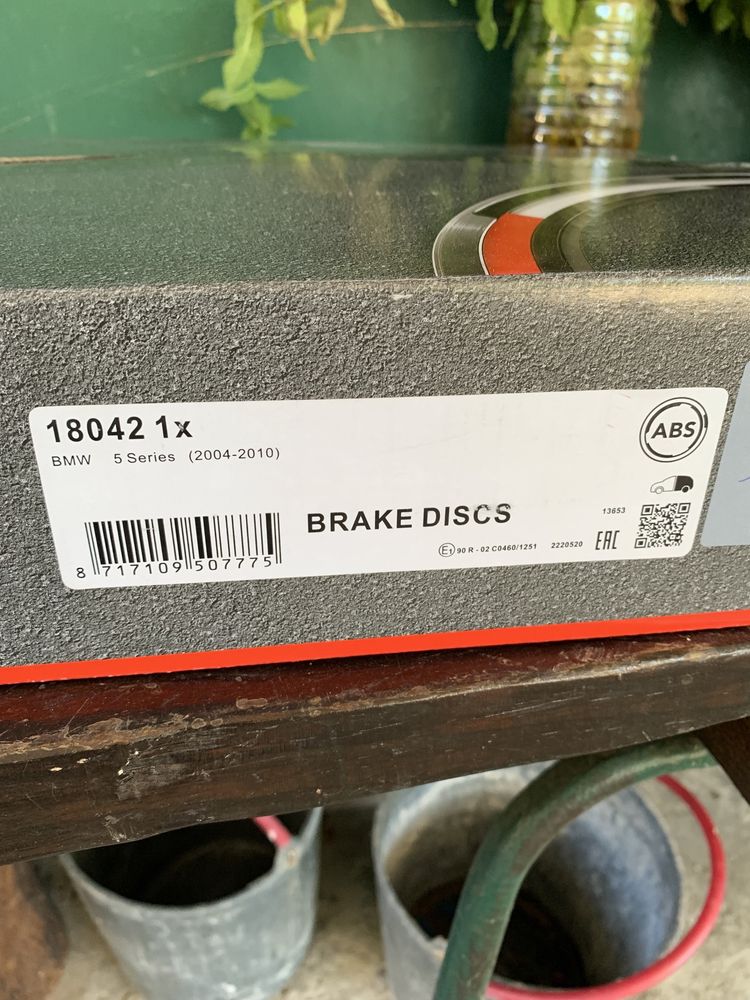 18042 1x
BMW 5 Series (2004-2010)
ABS
BRAKE DISCS
13653
E1 90 R - 02 C0460/1251 2220520 EAC
8 717109 507775